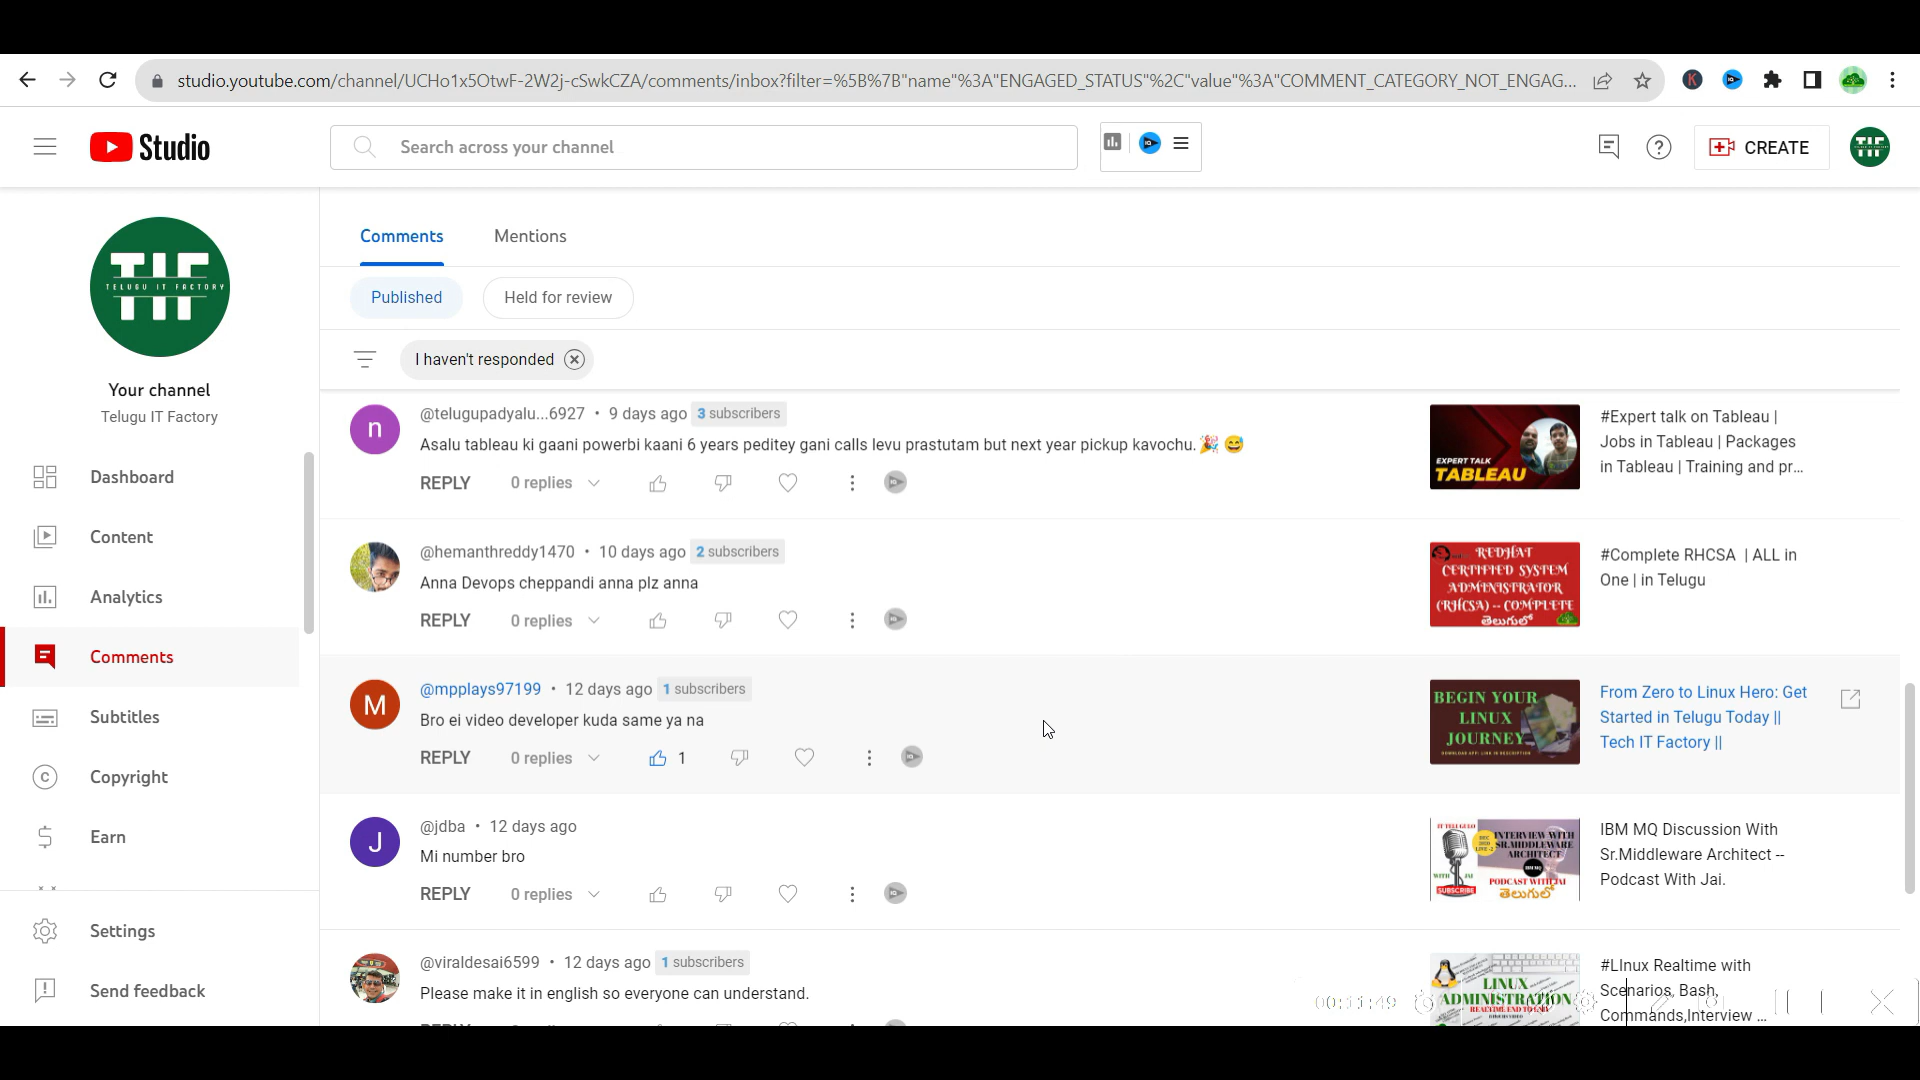 studio.youtube.com/channel/UCHo1x5OtwF-2W2j-cSwkCZA/comments/inbox?filter=%5B%7B"name"%3A"ENGAGED_STATUS"%2C"value"%3A"COMMENT_CATEGORY_NOT_ENGAG...
Studio
Search across your channel
CREATE
TIF
TIF
TELUGU IT FACTORY
Your channel
Telugu IT Factory
Dashboard
Content
Analytics
Comments
Subtitles
Copyright
Earn
Settings
Send feedback
Comments Mentions
Published Held for review
I haven't responded
n
@telugupadyalu...6927 • 9 days ago 3 subscribers
Asalu tableau ki gaani powerbi kaani 6 years peditey gani calls levu prastutam but next year pickup kavochu. 🎉 😅
REPLY 0 replies
EXPERT TALK
TABLEAU
#Expert talk on Tableau |
Jobs in Tableau | Packages
in Tableau | Training and pr...
@hemanthreddy1470 • 10 days ago 2 subscribers
Anna Devops cheppandi anna plz anna
REPLY 0 replies
REDHAT
CERTIFIED SYSTEM
ADMINISTRATOR
(RHCSA) -- COMPLETE
తెలుగులో
#Complete RHCSA | ALL in
One | in Telugu
M
@mpplays97199 • 12 days ago 1 subscribers
Bro ei video developer kuda same ya na
REPLY 0 replies 1
BEGIN YOUR
LINUX
JOURNEY
From Zero to Linux Hero: Get
Started in Telugu Today ||
Tech IT Factory ||
J
@jdba • 12 days ago
Mi number bro
REPLY 0 replies
INTERVIEW WITH
SR.MIDDLEWARE
ARCHITECT
IBM MQ
WITH JAI
SUBSCRIBE
PODCAST WITH JAI
తెలుగులో
IBM MQ Discussion With
Sr.Middleware Architect --
Podcast With Jai.
@viraldesai6599 • 12 days ago 1 subscribers
Please make it in english so everyone can understand.
LINUX
ADMINISTRATION
#LInux Realtime with
Scenarios, Bash,
Commands,Interview ...
00:11:49